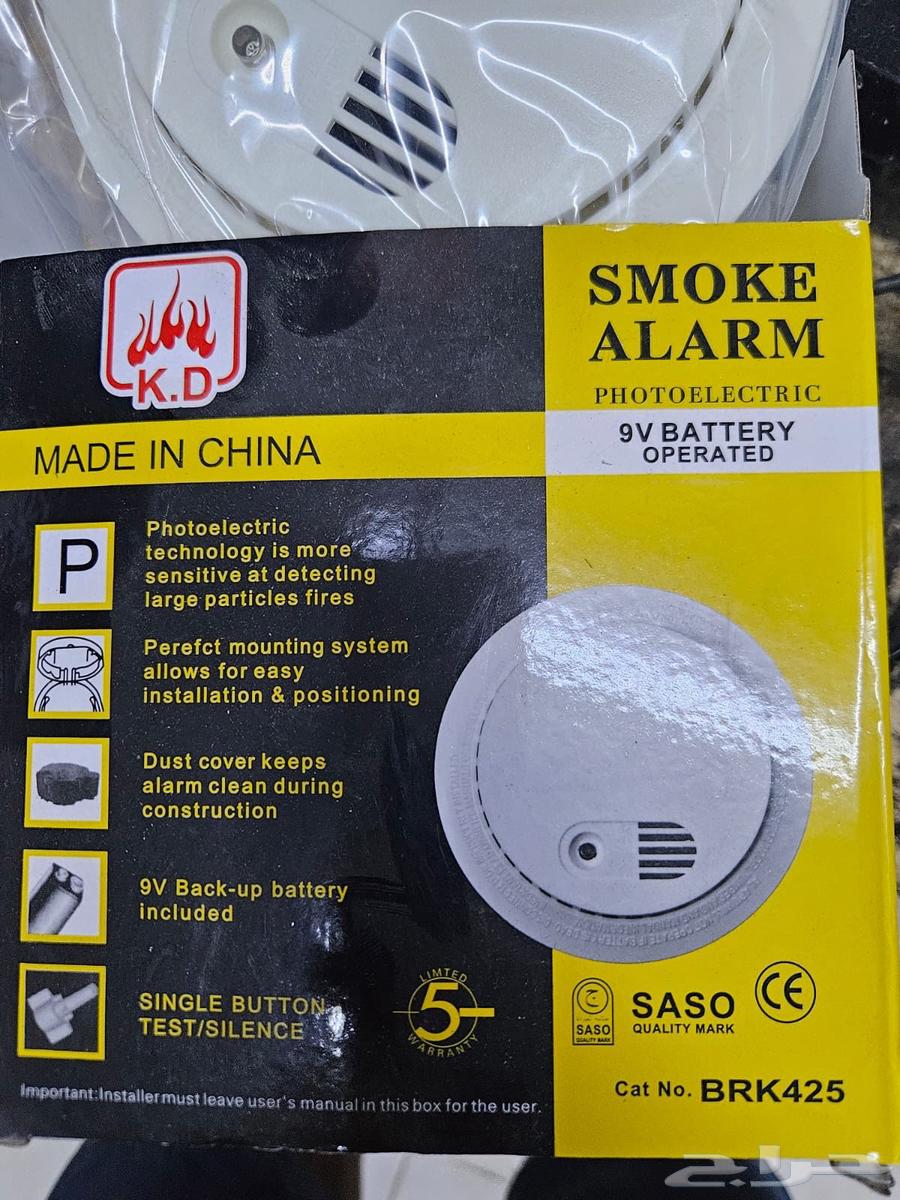 K.D
SMOKE
ALARM
PHOTOELECTRIC
9V BATTERY
OPERATED
MADE IN CHINA
P
Photoelectric
technology is more
sensitive at detecting
large particles fires
Perefct mounting system
allows for easy
installation & positioning
Dust cover keeps
alarm clean during
construction
9V Back-up battery
included
SINGLE BUTTON
TEST/SILENCE
LIMTED
5
WARRANTY
ج
SASO
QUALITY MARK
SASO
QUALITY MARK
CE
Cat No. BRK425
Important:Installer must leave user's manual in this box for the user.
حراج